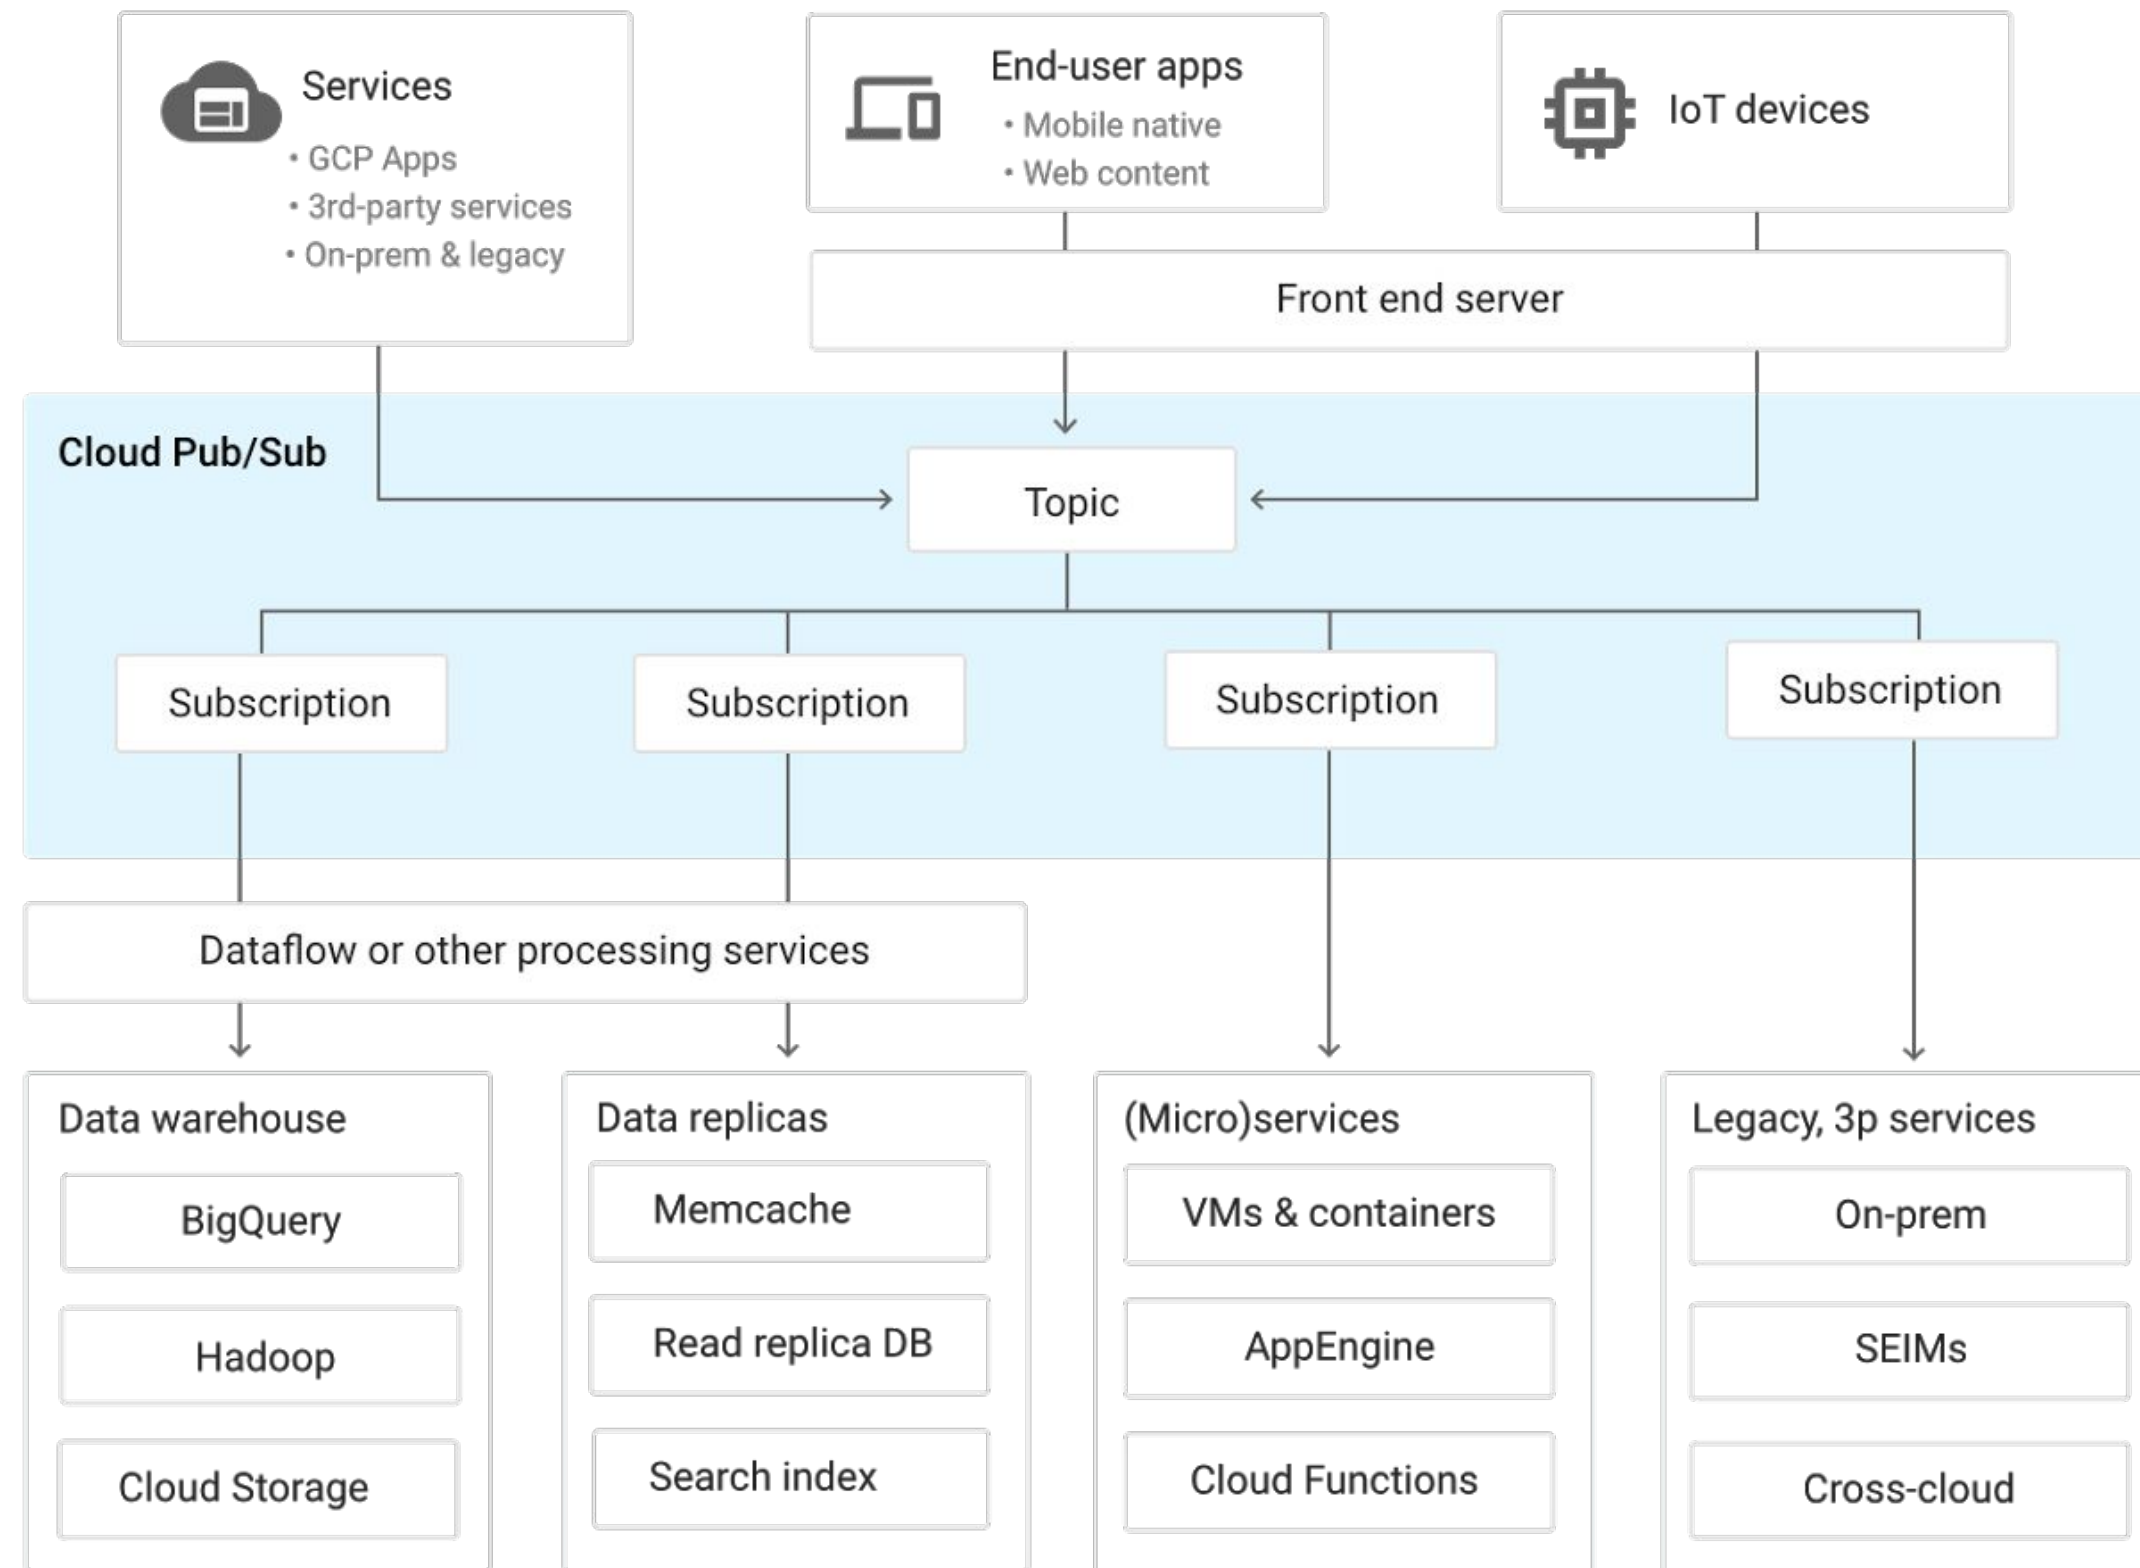 Services
• GCP Apps
• 3rd-party services
• On-prem & legacy
End-user apps
• Mobile native
• Web content
IoT devices
Front end server
Cloud Pub/Sub
Topic
Subscription
Subscription
Subscription
Subscription
Dataflow or other processing services
Data warehouse
BigQuery
Hadoop
Cloud Storage
Data replicas
Memcache
Read replica DB
Search index
(Micro)services
VMs & containers
AppEngine
Cloud Functions
Legacy, 3p services
On-prem
SEIMs
Cross-cloud